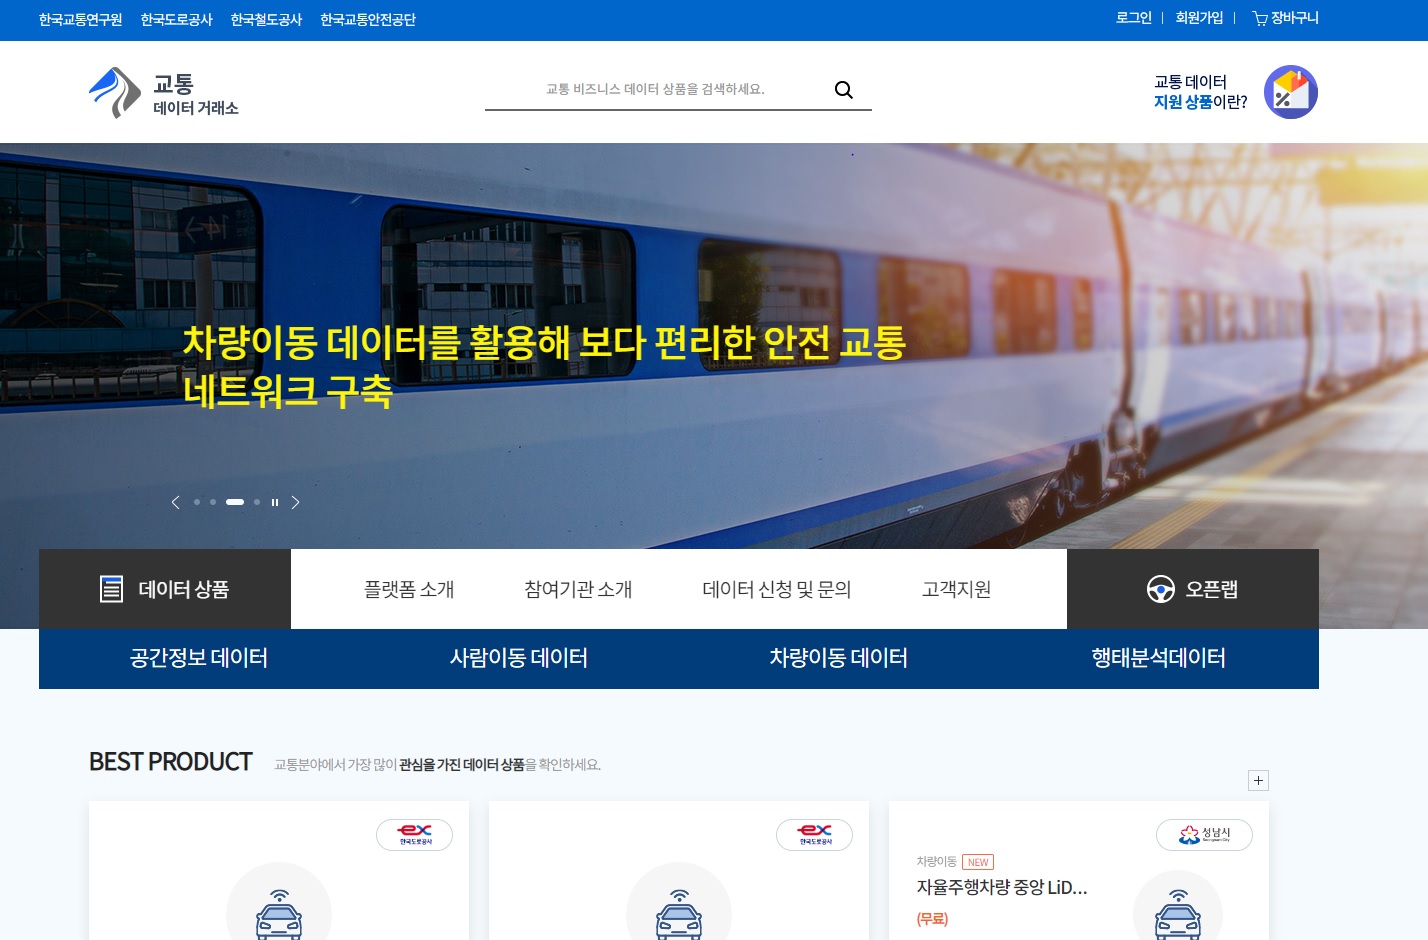 한국교통연구원 한국도로공사 한국철도공사 한국교통안전공단 로그인 회원가입 장바구니
교통
데이터 거래소
교통 비즈니스 데이터 상품을 검색하세요.
교통 데이터
지원 상품이란?
차량이동 데이터를 활용해 보다 편리한 안전 교통
네트워크 구축
데이터 상품 플랫폼 소개 참여기관 소개 데이터 신청 및 문의 고객지원 오픈랩
공간정보 데이터 사람이동 데이터 차량이동 데이터 행태분석데이터
BEST PRODUCT 교통분야에서 가장 많이 관심을 가진 데이터 상품을 확인하세요.
ex 한국도로공사
ex 한국도로공사
성남시
차량이동 NEW
자율주행차량 중앙 LiD...
(무료)